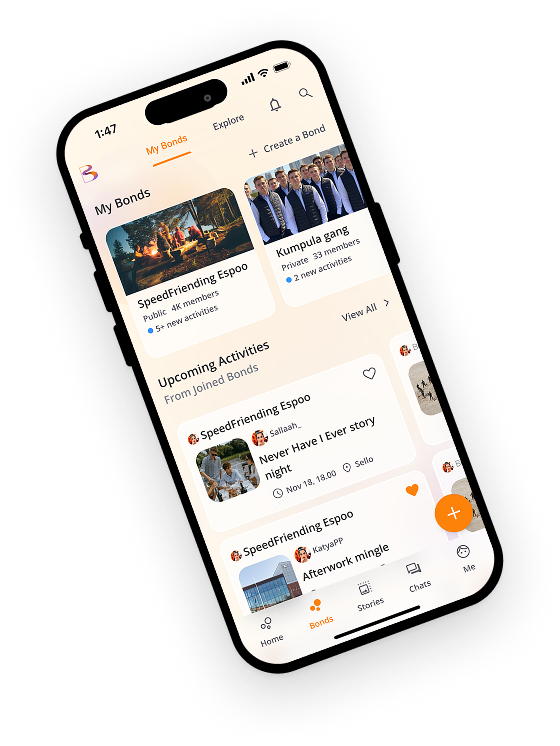 1:47
My Bonds
Explore
My Bonds
Create a Bond
SpeedFriending Espoo
Public 4K members
5+ new activities
Kumpula gang
Private 33 members
2 new activities
Upcoming Activities
From Joined Bonds
View All
SpeedFriending Espoo
Sallaah_
Never Have I Ever story
night
Nov 18, 18.00 Sello
SpeedFriending Espoo
KatyaPP
Afterwork mingle
Home
Bonds
Stories
Chats
Me